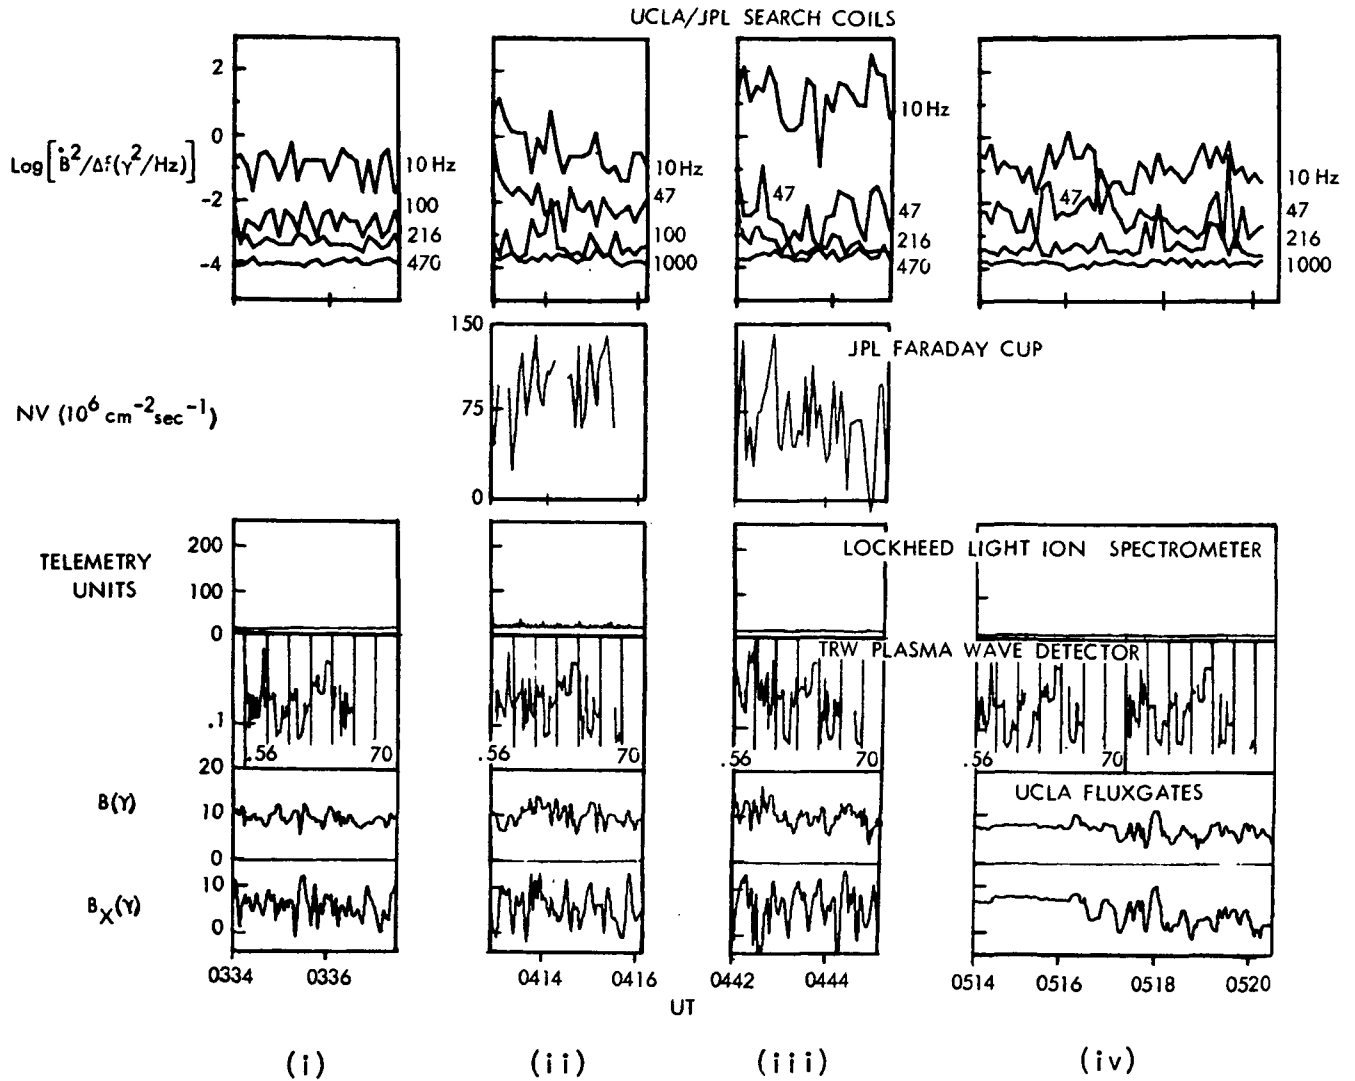 UCLA/JPL SEARCH COILS
2
0
-2
-4
Log[Ḃ²/Δf(γ²/Hz)]
10 Hz
100
216
470
10 Hz
47
100
1000
10 Hz
47
47
216
470
47
10 Hz
47
216
1000
JPL FARADAY CUP
150
75
0
NV (10⁶ cm⁻² sec⁻¹)
LOCKHEED LIGHT ION SPECTROMETER
TELEMETRY
UNITS
200
100
0
TRW PLASMA WAVE DETECTOR
.1
.56 70
.56 70
.56 70
.56 70
UCLA FLUXGATES
20
10
0
B(γ)
10
0
Bₓ(γ)
0334 0336
0414 0416
0442 0444
0514 0516 0518 0520
UT
(i) (ii) (iii) (iv)